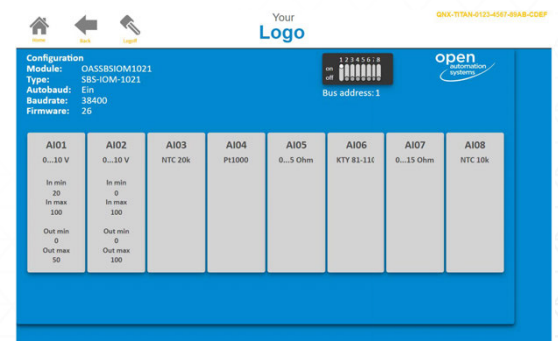 Your
Logo
QNX-TITAN-0123-4567-89AB-CDEF
Home
Back
Logoff
Configuration
Module: OASSBSIOM1021
Type: SBS-IOM-1021
Autobaud: Ein
Baudrate: 38400
Firmware: 26
1 2 3 4 5 6 7 8
on
off
Bus address: 1
open
automation
systems
AI01
0...10 V
In min
20
In max
100
Out min
0
Out max
50
AI02
0...10 V
In min
0
In max
100
Out min
0
Out max
100
AI03
NTC 20k
AI04
Pt1000
AI05
0...5 Ohm
AI06
KTY 81-11(
AI07
0...15 Ohm
AI08
NTC 10k